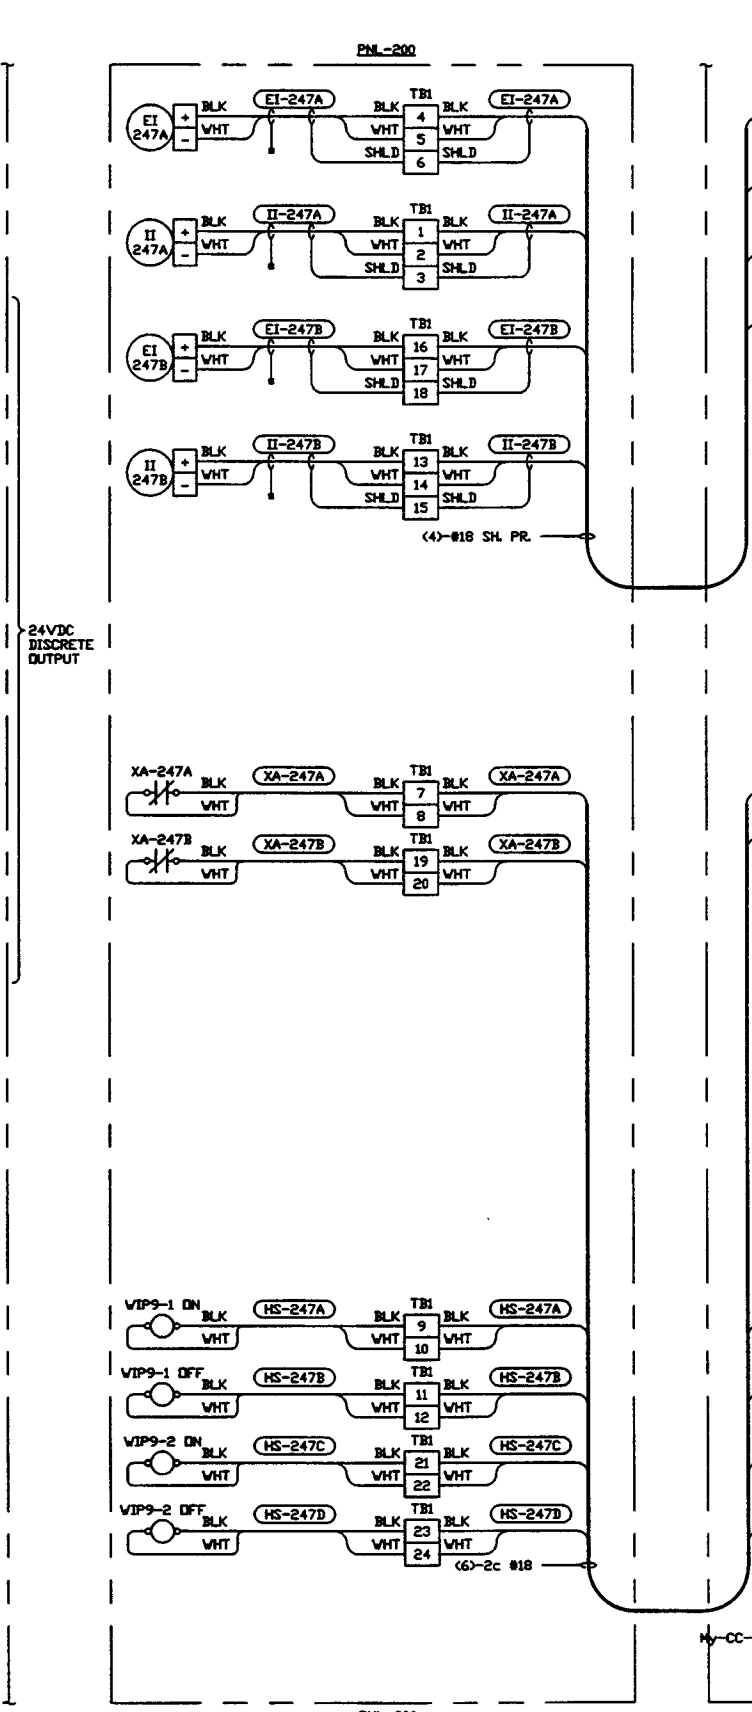 PNL-200
EI-247A TB1 EI-247A
EI 247A + BLK BLK 4 BLK
- WHT WHT 5 WHT
SHLD 6 SHLD
II-247A TB1 II-247A
II 247A + BLK BLK 1 BLK
- WHT WHT 2 WHT
SHLD 3 SHLD
EI-247B TB1 EI-247B
EI 247B + BLK BLK 16 BLK
- WHT WHT 17 WHT
SHLD 18 SHLD
II-247B TB1 II-247B
II 247B + BLK BLK 13 BLK
- WHT WHT 14 WHT
SHLD 15 SHLD
(4)-#18 SH. PR.
24VDC
DISCRETE
OUTPUT
XA-247A XA-247A TB1 XA-247A
BLK BLK 7 BLK
WHT WHT 8 WHT
XA-247B XA-247B TB1 XA-247B
BLK BLK 19 BLK
WHT WHT 20 WHT
WIP9-1 ON HS-247A TB1 HS-247A
BLK BLK 9 BLK
WHT WHT 10 WHT
WIP9-1 OFF HS-247B TB1 HS-247B
BLK BLK 11 BLK
WHT WHT 12 WHT
WIP9-2 ON HS-247C TB1 HS-247C
BLK BLK 21 BLK
WHT WHT 22 WHT
WIP9-2 OFF HS-247D TB1 HS-247D
BLK BLK 23 BLK
WHT WHT 24 WHT
(6)-2c #18
My-CC-